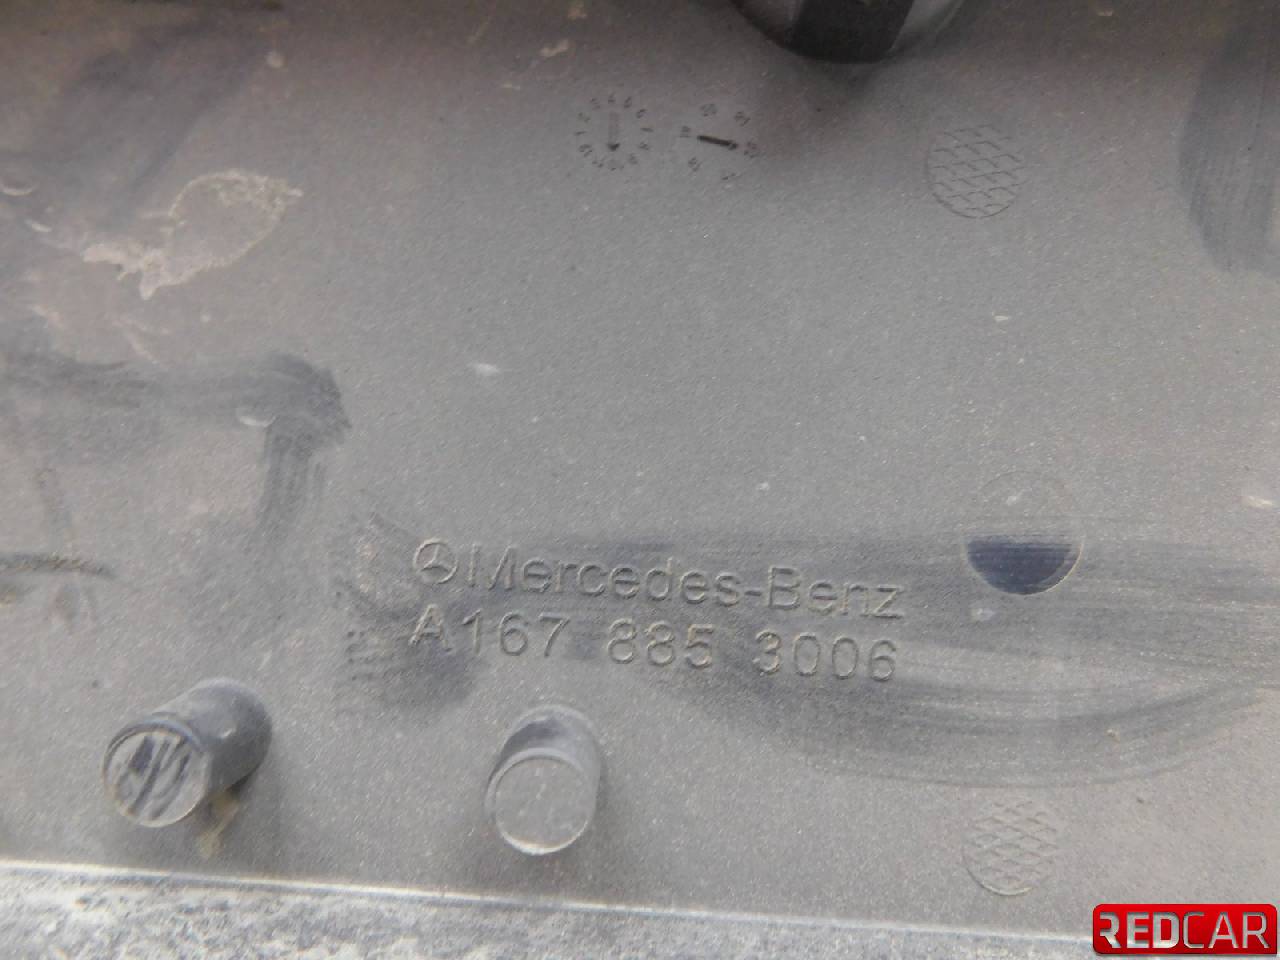 Mercedes-Benz
A167 885 3006
REDCAR